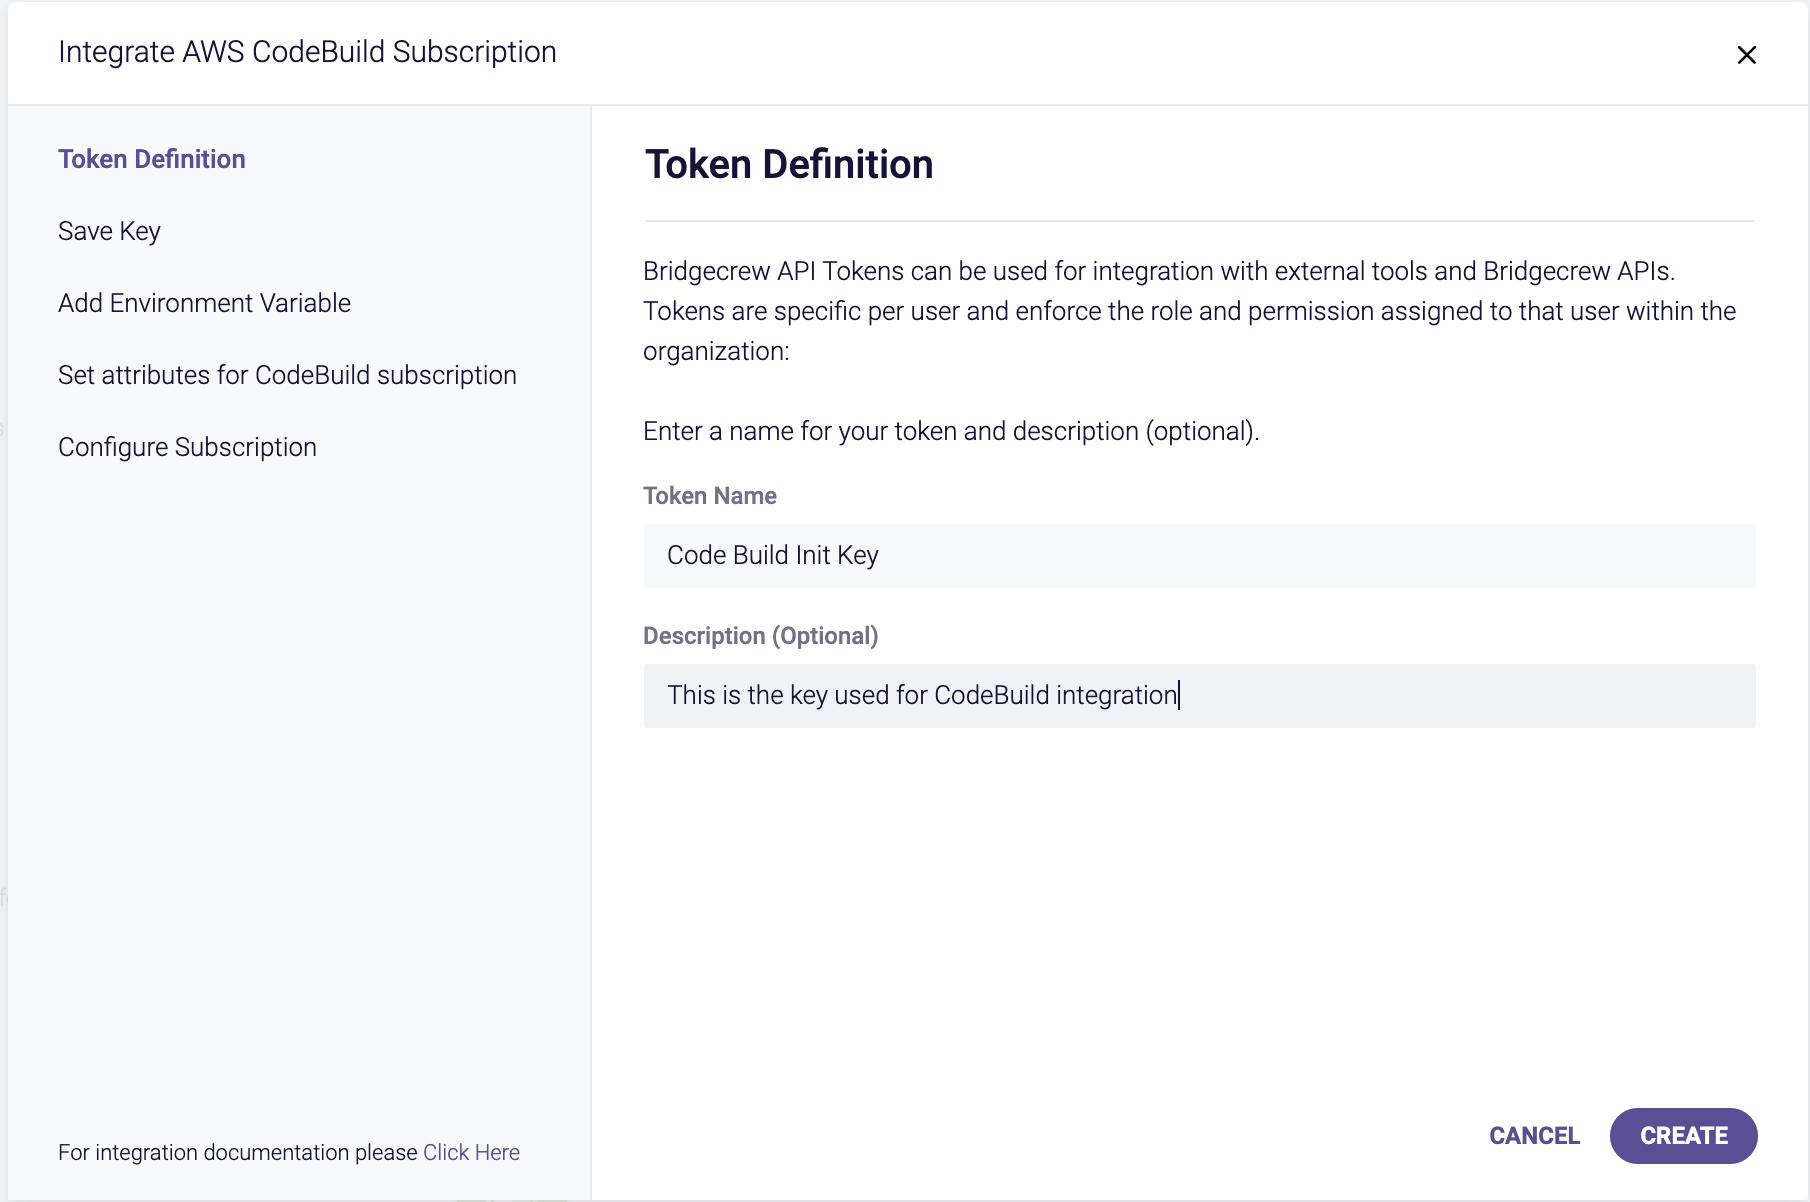 Integrate AWS CodeBuild Subscription
Token Definition
Save Key
Add Environment Variable
Set attributes for CodeBuild subscription
Configure Subscription
For integration documentation please Click Here
Token Definition
Bridgecrew API Tokens can be used for integration with external tools and Bridgecrew APIs.
Tokens are specific per user and enforce the role and permission assigned to that user within the
organization:
Enter a name for your token and description (optional).
Token Name
Code Build Init Key
Description (Optional)
This is the key used for CodeBuild integration
CANCEL
CREATE